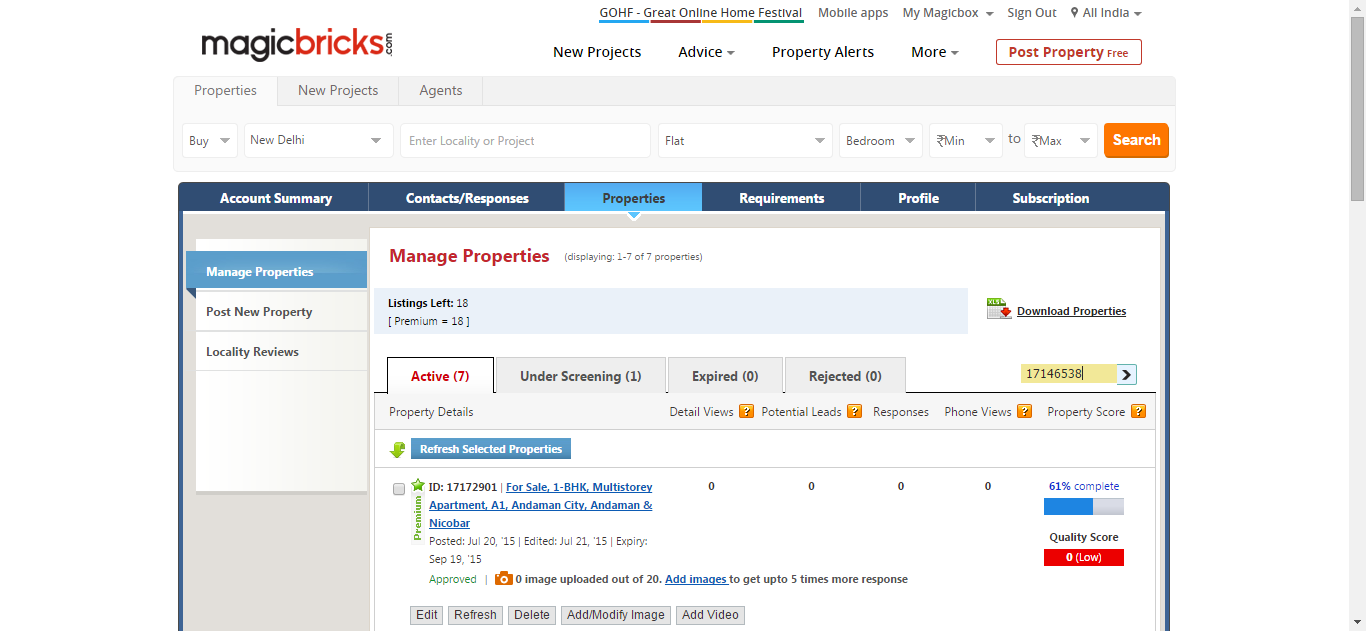 GOHF - Great Online Home Festival Mobile apps My Magicbox Sign Out All India
magicbricks.com
New Projects Advice Property Alerts More Post Property Free
Properties New Projects Agents
Buy New Delhi Enter Locality or Project Flat Bedroom ₹Min to ₹Max Search
Account Summary Contacts/Responses Properties Requirements Profile Subscription
Manage Properties
Post New Property
Locality Reviews
Manage Properties (displaying: 1-7 of 7 properties)
Listings Left: 18
[ Premium = 18 ]
XLS Download Properties
Active (7) Under Screening (1) Expired (0) Rejected (0) 17146538
Property Details Detail Views ? Potential Leads ? Responses Phone Views ? Property Score ?
Refresh Selected Properties
Premium
ID: 17172901 | For Sale, 1-BHK, Multistorey
Apartment, A1, Andaman City, Andaman &
Nicobar
Posted: Jul 20, '15 | Edited: Jul 21, '15 | Expiry:
Sep 19, '15
0 0 0 0 61% complete
Quality Score
0 (Low)
Approved | 0 image uploaded out of 20. Add images to get upto 5 times more response
Edit Refresh Delete Add/Modify Image Add Video